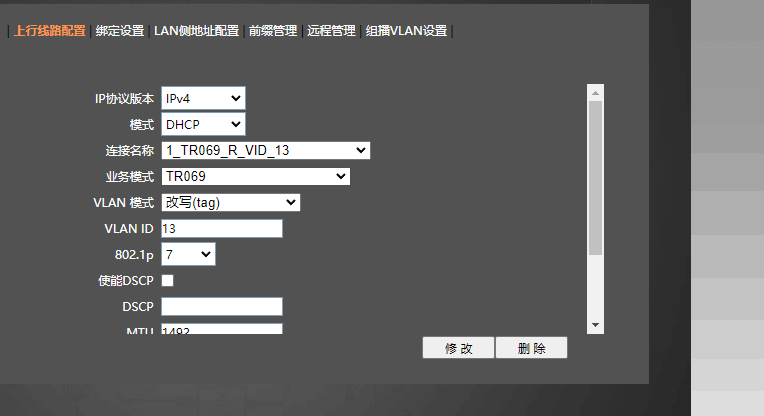 | 上行线路配置 | 绑定设置 | LAN侧地址配置 | 前缀管理 | 远程管理 | 组播VLAN设置 |
IP协议版本 IPv4
模式 DHCP
连接名称 1_TR069_R_VID_13
业务模式 TR069
VLAN 模式 改写(tag)
VLAN ID 13
802.1p 7
使能DSCP
DSCP
MTU 1492
修 改 删 除